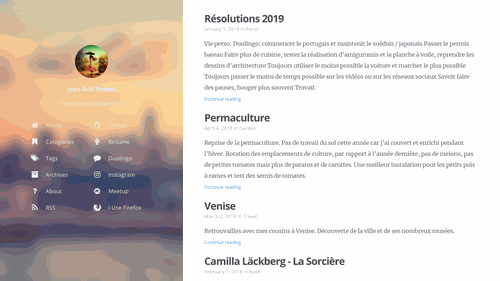 Home
Categories
Resume
Tags
Duolingo
Archives
Instagram
About
Meetup
RSS
I Use Firefox
Résolutions 2019
January 1, 2019 in Perso
Vie perso: Duolingo: commencer le portugais et maintenir le suédois / japonais Passer le permis
bateau Faire plus de cuisine, tester la réalisation d'amigurumis et la planche à voile, reprendre les
dessins d'architecture Toujours utiliser le moins possible la voiture et marcher le plus possible
Toujours passer le moins de temps possible sur les vidéos ou sur les réseaux sociaux Savoir faire
des pauses, bouger plus souvent Travail:
Continue reading
Permaculture
April 4, 2018 in Garden
Reprise de la permaculture. Pas de travail du sol cette année car j'ai couvert et enrichi pendant
l'hiver. Rotation des emplacements de culture, par rapport à l'année dernière, pas de melons, pas
de petites tomates mais plus de patates et de carottes. Une meilleur installation pour les petits pois
à rames et test des semis de tomates.
Continue reading
Venise
March 2, 2018 in Travel
Retrouvailles avec mes cousins à Venise. Découverte de la ville et de ses nombreux musées.
Continue reading
Camilla Läckberg - La Sorcière
February 1, 2018 in Book